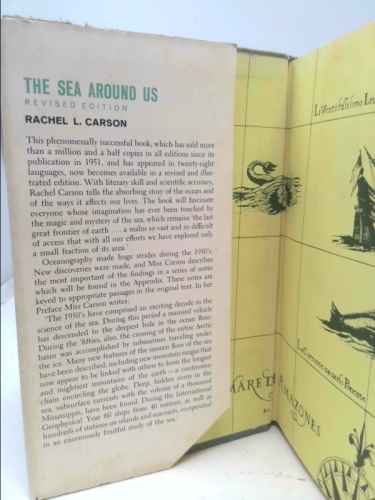 THE SEA AROUND US
REVISED EDITION
RACHEL L. CARSON
This phenomenally successful book, which has sold more
than a million and a half copies in all editions since its
publication in 1951, and has appeared in twenty-eight
languages, now becomes available in a revised and illus-
trated edition. With literary skill and scientific accuracy,
Rachel Carson tells the absorbing story of the ocean and
of the ways it affects our lives. The book will fascinate
everyone whose imagination has ever been touched by
the magic and mystery of the sea, which remains 'the last
great frontier of earth . . . a realm so vast and so difficult
of access that with all our efforts we have explored only
a small fraction of its area.'
Oceanography made huge strides during the 1950's.
New discoveries were made, and Miss Carson describes
the most important of the findings in a series of notes
which will be found in the Appendix. These notes are
keyed to appropriate passages in the original text. In her
Preface Miss Carson writes:
'The 1950's have comprised an exciting decade in the
science of the sea. During this period a manned vehicle
has descended to the deepest hole in the ocean floor.
During the 'fifties, also, the crossing of the entire Arctic
basin was accomplished by submarines traveling under
the ice. Many new features of the unseen floor of the sea
have been described, including new mountain ranges that
now appear to be linked with others to form the longest
and mightiest mountains of the earth – a continuous
chain encircling the globe. Deep, hidden rivers in the
sea, subsurface currents with the volume of a thousand
Mississippis, have been found. During the International
Geophysical Year 60 ships from 40 nations, as well as
hundreds of stations on islands and seacoasts, co-operated
in an enormously fruitful study of the sea.'
MARE DE
AMAZONES